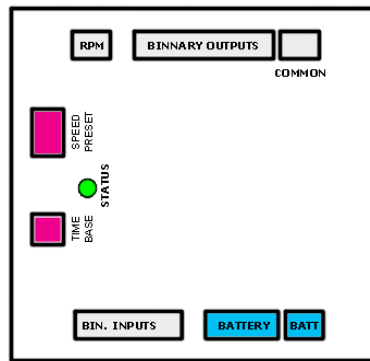 RPM
BINNARY OUTPUTS
COMMON
SPEED
PRESET
STATUS
TIME
BASE
BIN. INPUTS
BATTERY
BATT